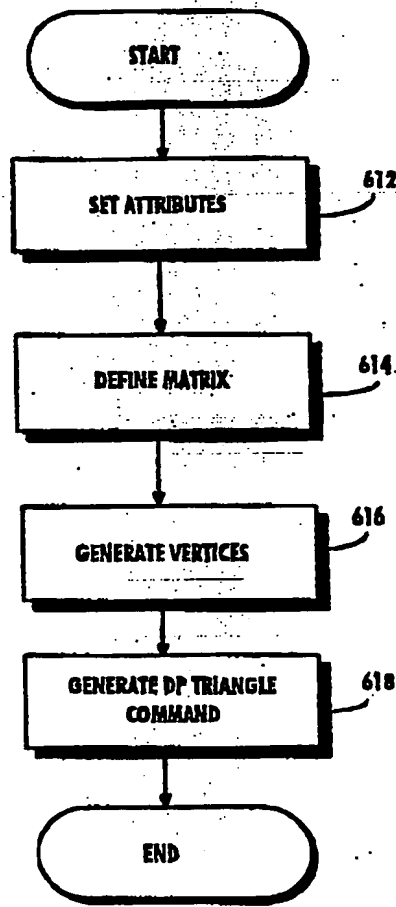 START
SET ATTRIBUTES
612
DEFINE MATRIX
614
GENERATE VERTICES
616
GENERATE DP TRIANGLE
COMMAND
618
END